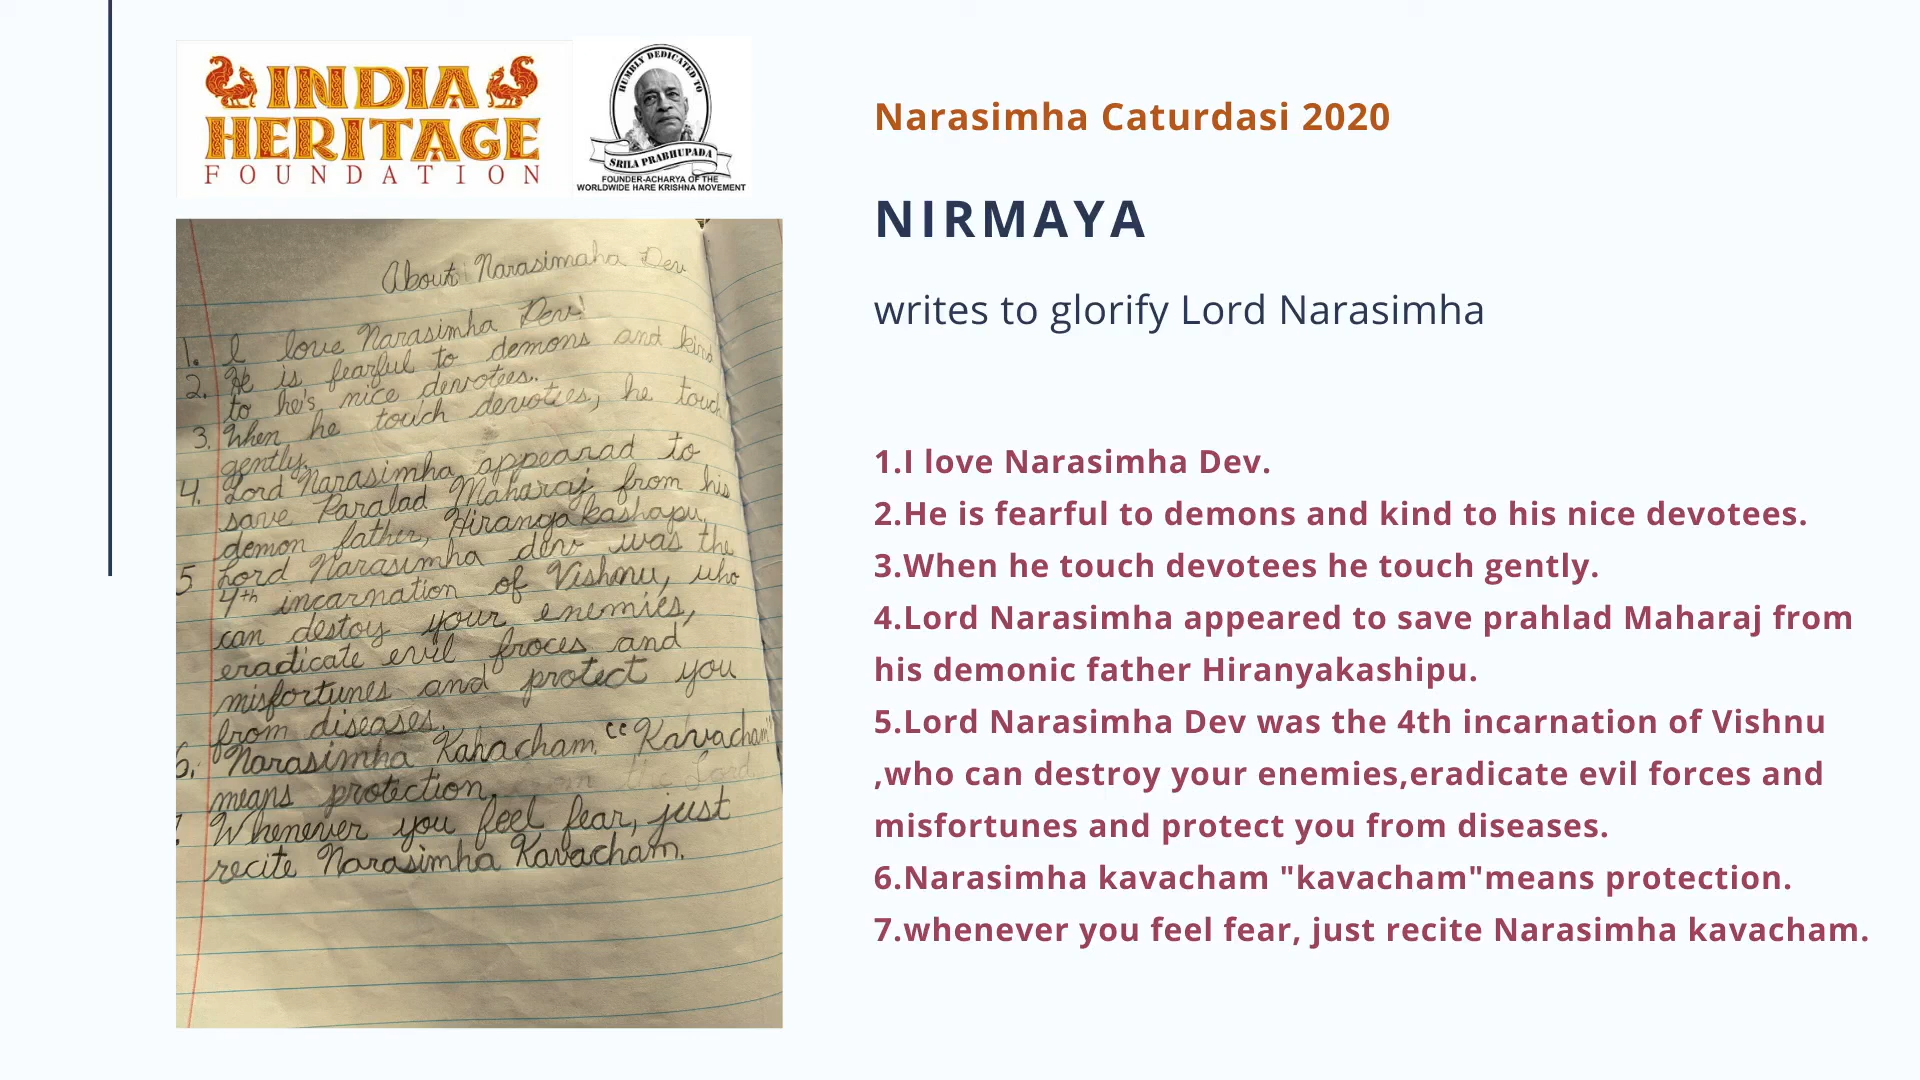 INDIA
HERITAGE
FOUNDATION
HUMBLY DEDICATED TO
SRILA PRABHUPADA
FOUNDER-ACHARYA OF THE
WORLDWIDE HARE KRISHNA MOVEMENT
About Narasimaha Dev
1. I love Narasimha Dev!
2. He is fearful to demons and kind
to he's nice devotees.
3. When he touch devoties, he touch
gently.
4. Lord Narasimha appearad to
save Paralad Maharaj from his
demon father, Hirangakashapu,
5 Lord Narasimha dev was the
4th incarnation of Vishnu, who
can destoy your enemies,
eradicate evil froces and
misfortunes and protect you
from diseases.
6. Narasimha Kahacham "Kavacham"
means protection.
Whenever you feel fear, just
recite Narasimha Kavacham.
Narasimha Caturdasi 2020
NIRMAYA
writes to glorify Lord Narasimha
1.I love Narasimha Dev.
2.He is fearful to demons and kind to his nice devotees.
3.When he touch devotees he touch gently.
4.Lord Narasimha appeared to save prahlad Maharaj from
his demonic father Hiranyakashipu.
5.Lord Narasimha Dev was the 4th incarnation of Vishnu
,who can destroy your enemies,eradicate evil forces and
misfortunes and protect you from diseases.
6.Narasimha kavacham "kavacham"means protection.
7.whenever you feel fear, just recite Narasimha kavacham.